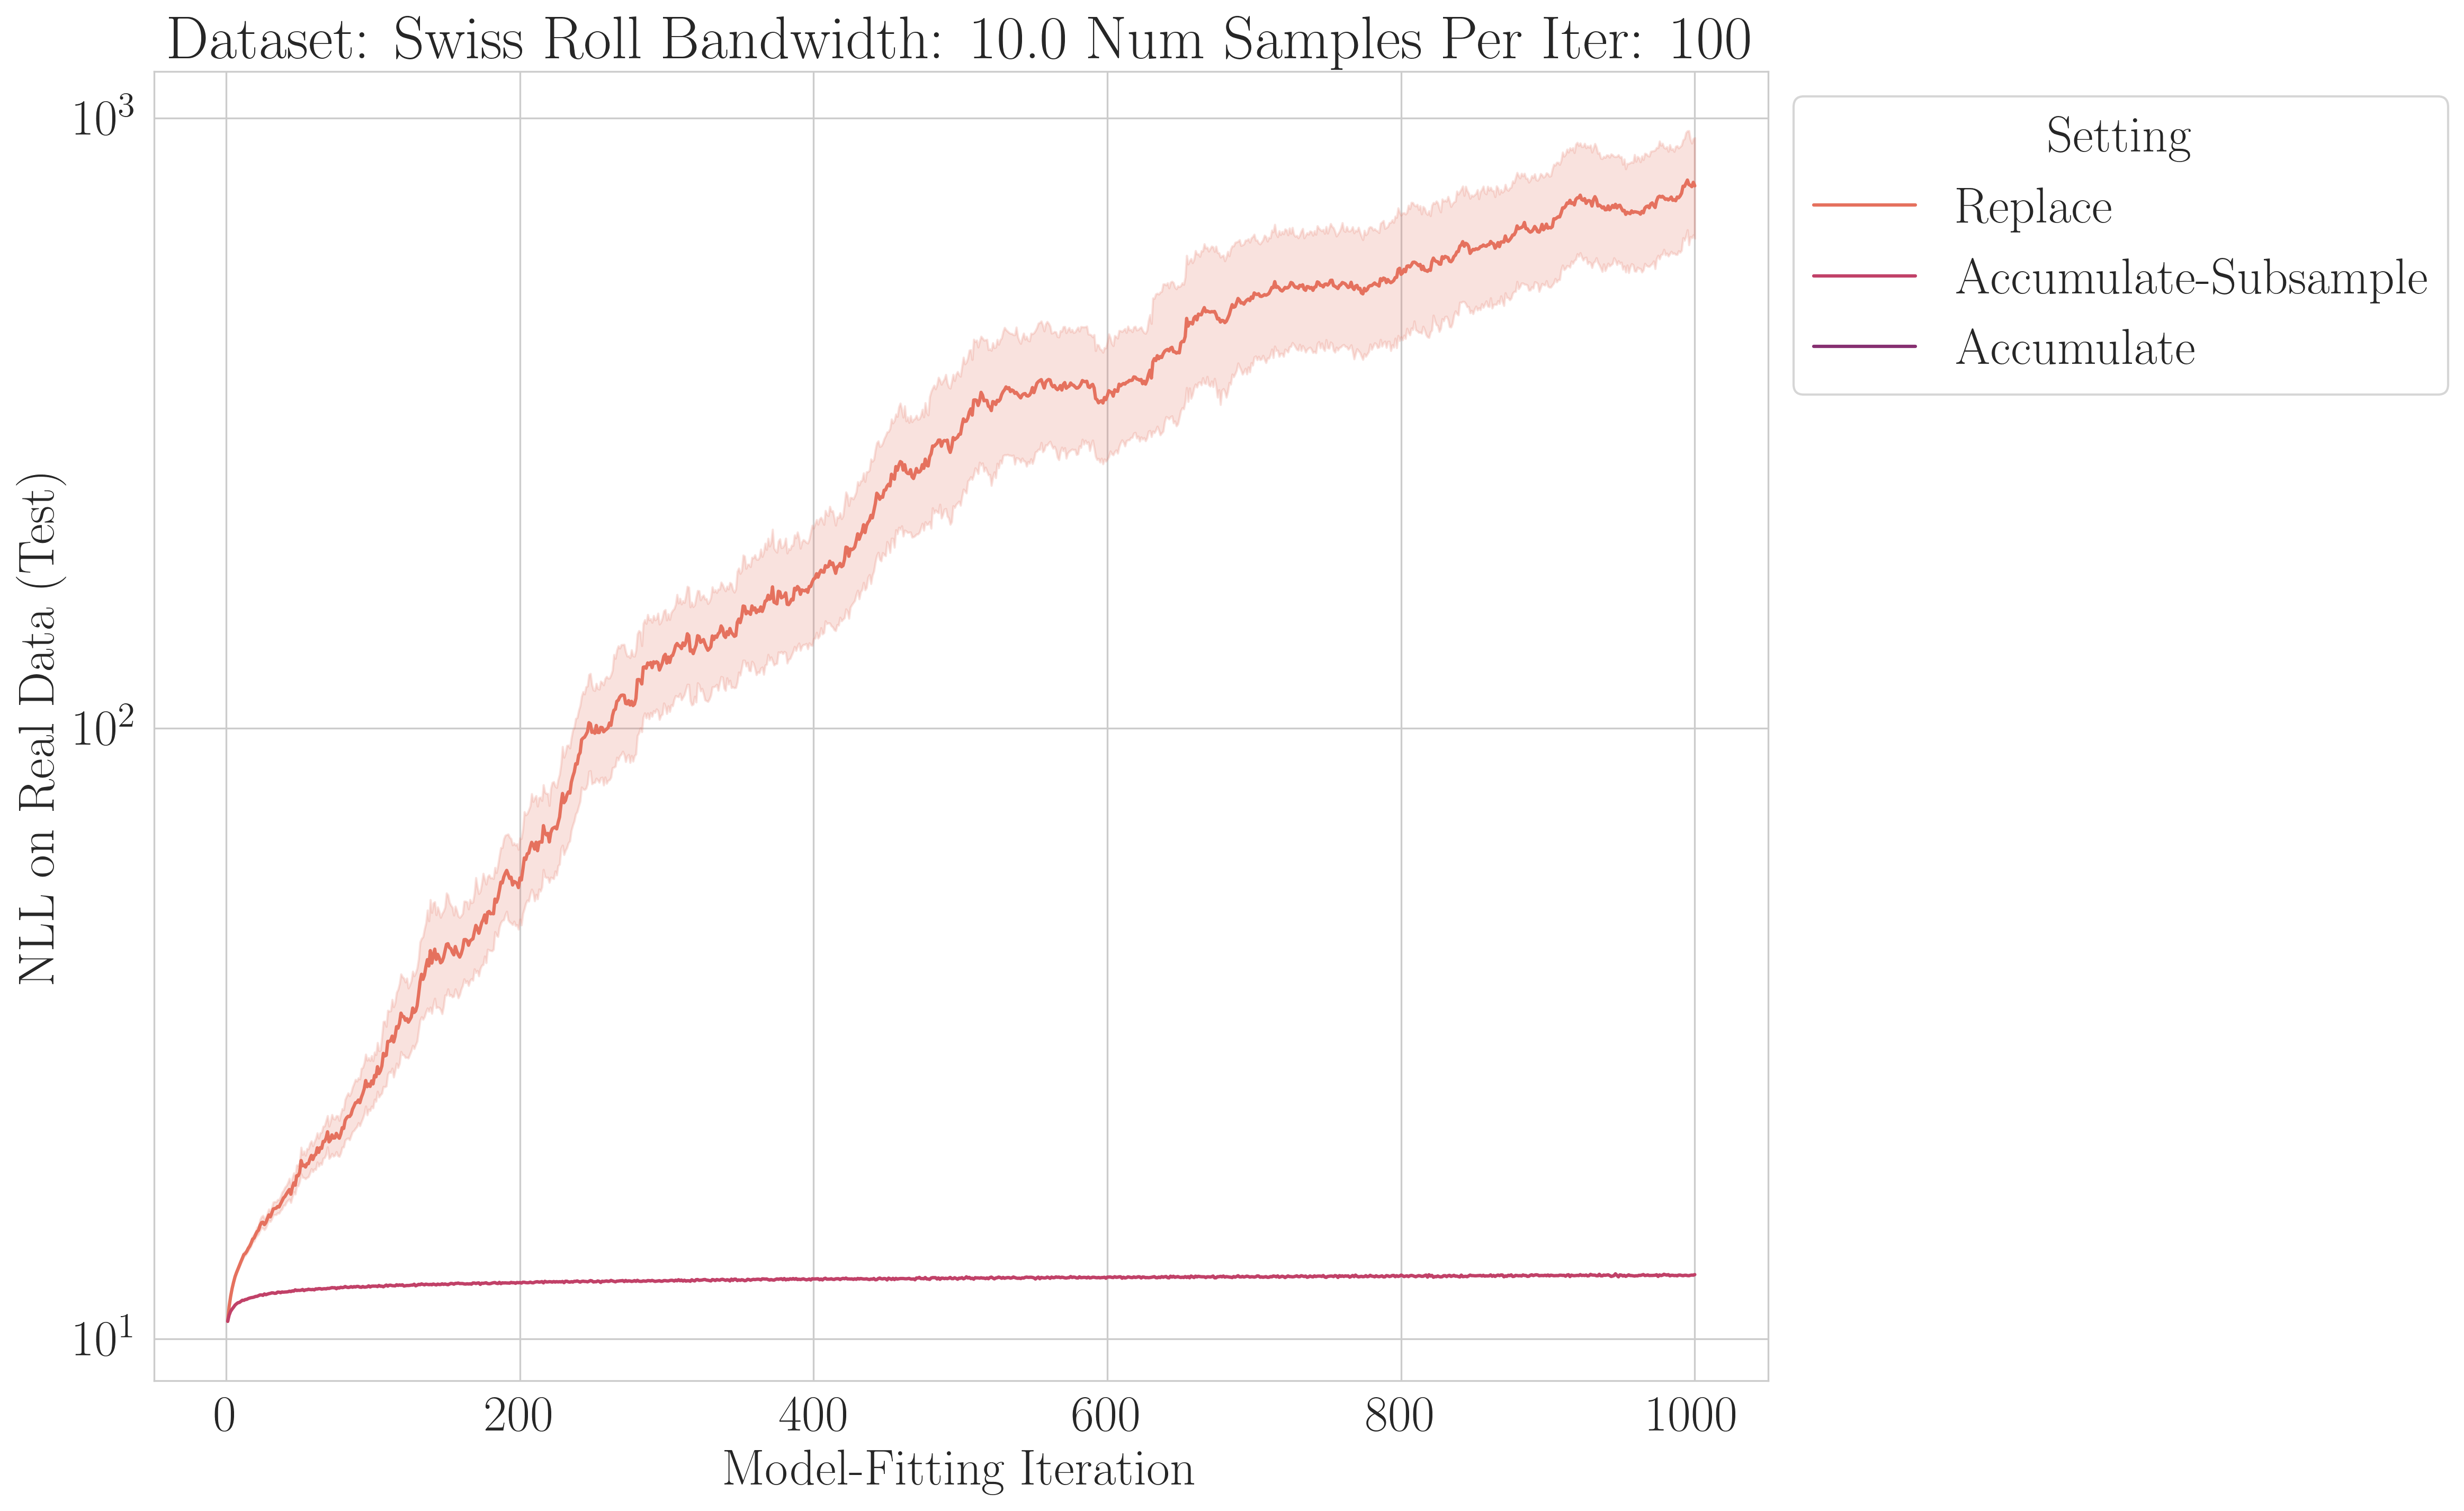 Dataset: Swiss Roll Bandwidth: 10.0 Num Samples Per Iter: 100
10^3
10^2
10^1
NLL on Real Data (Test)
0 200 400 600 800 1000
Model-Fitting Iteration
Setting
Replace
Accumulate-Subsample
Accumulate